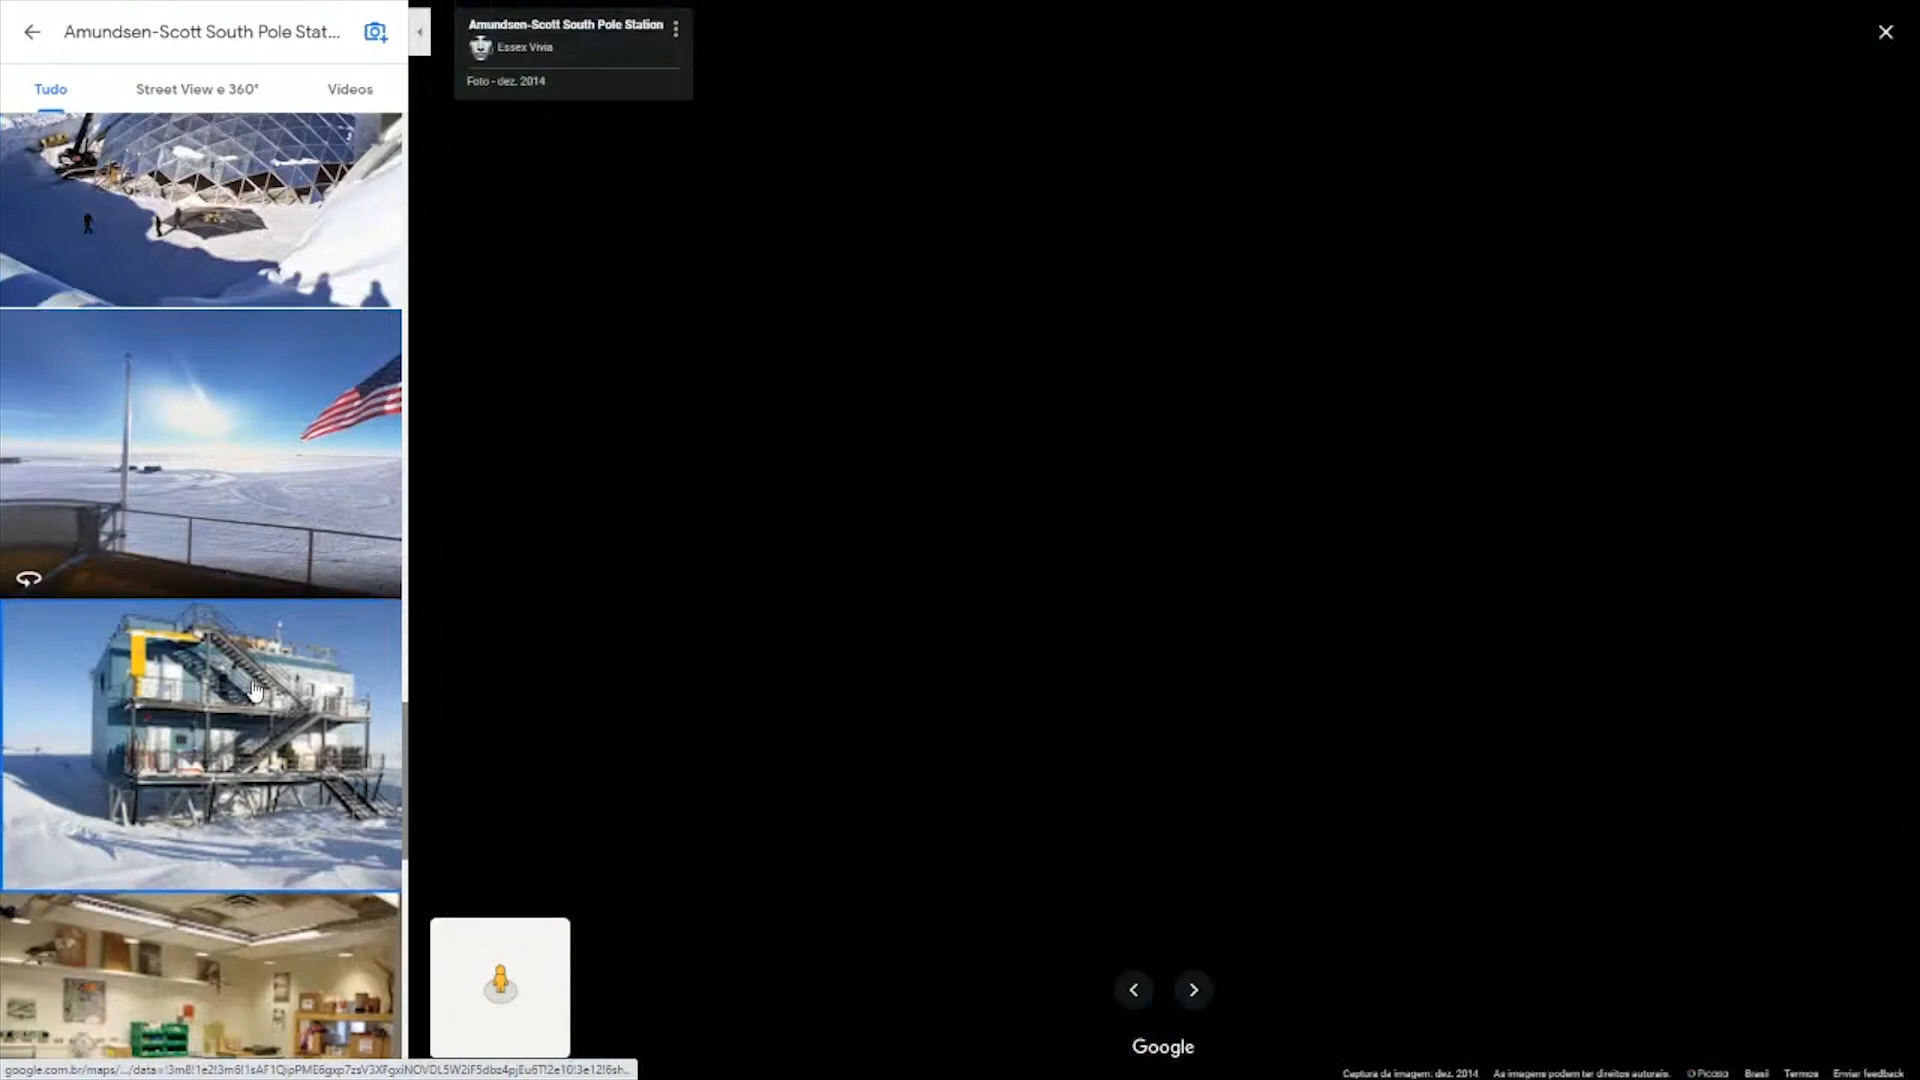 Amundsen-Scott South Pole Stat...
Tudo
Street View e 360°
Vídeos
Amundsen-Scott South Pole Station
Essex Vivia
Foto - dez. 2014
Google
Captura da imagem: dez. 2014
As imagens podem ter direitos autorais.
© Picasa
Brasil
Termos
Enviar feedback